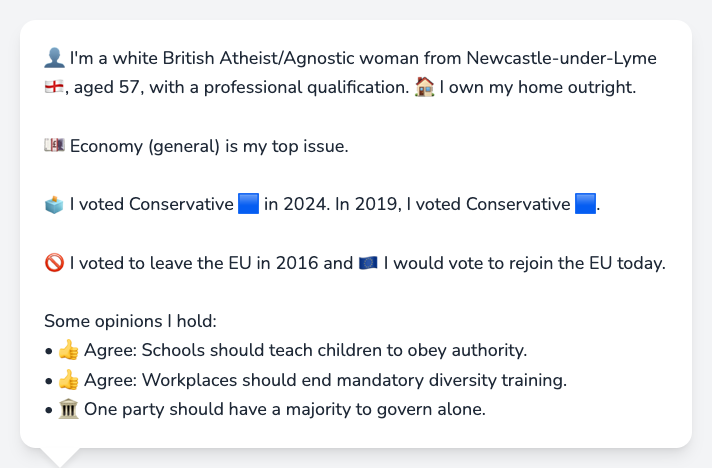 👤 I'm a white British Atheist/Agnostic woman from Newcastle-under-Lyme
🏴󠁧󠁢󠁥󠁮󠁧󠁿, aged 57, with a professional qualification. 🏠 I own my home outright.
💷 Economy (general) is my top issue.
🗳️ I voted Conservative 🟦 in 2024. In 2019, I voted Conservative 🟦.
🚫 I voted to leave the EU in 2016 and 🇪🇺 I would vote to rejoin the EU today.
Some opinions I hold:
• 👍 Agree: Schools should teach children to obey authority.
• 👍 Agree: Workplaces should end mandatory diversity training.
• 🏛️ One party should have a majority to govern alone.